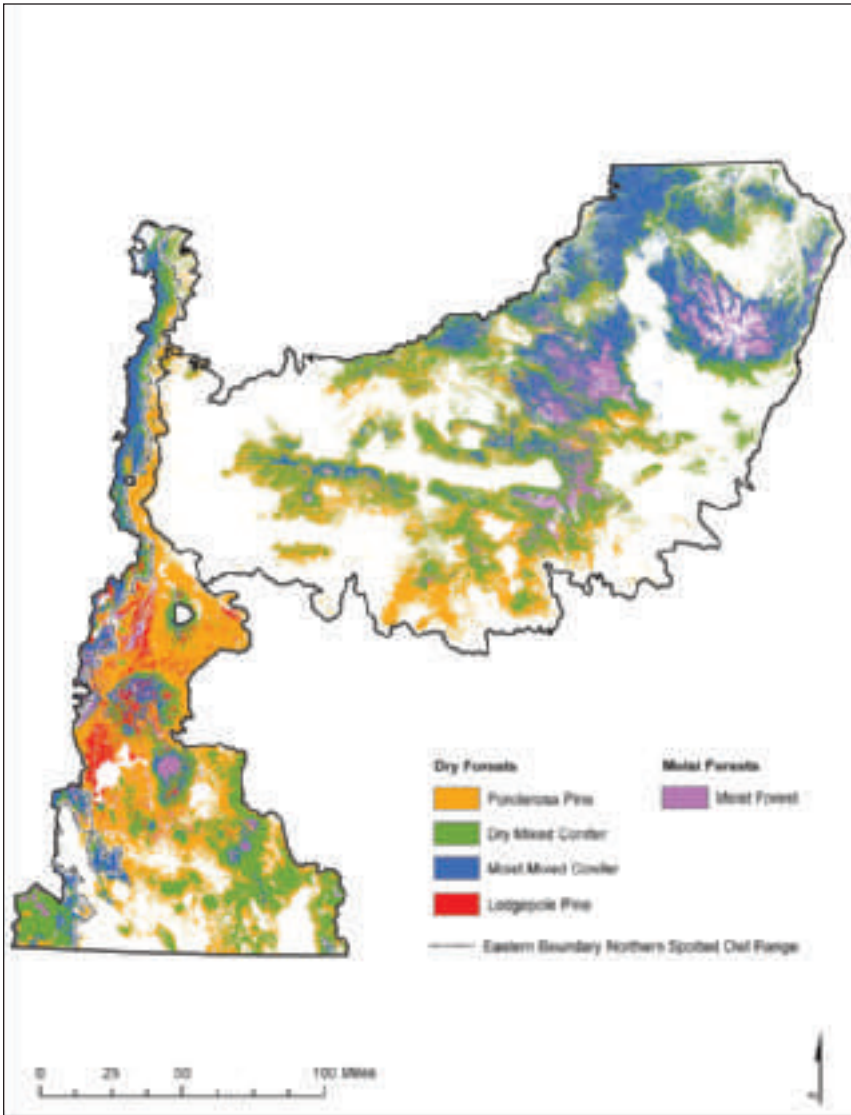 Dry Forests
Ponderosa Pine
Dry Mixed Conifer
Moist Mixed Conifer
Lodgepole Pine
Moist Forests
Moist Forest
Eastern Boundary Northern Spotted Owl Range
0 25 50 100 Miles